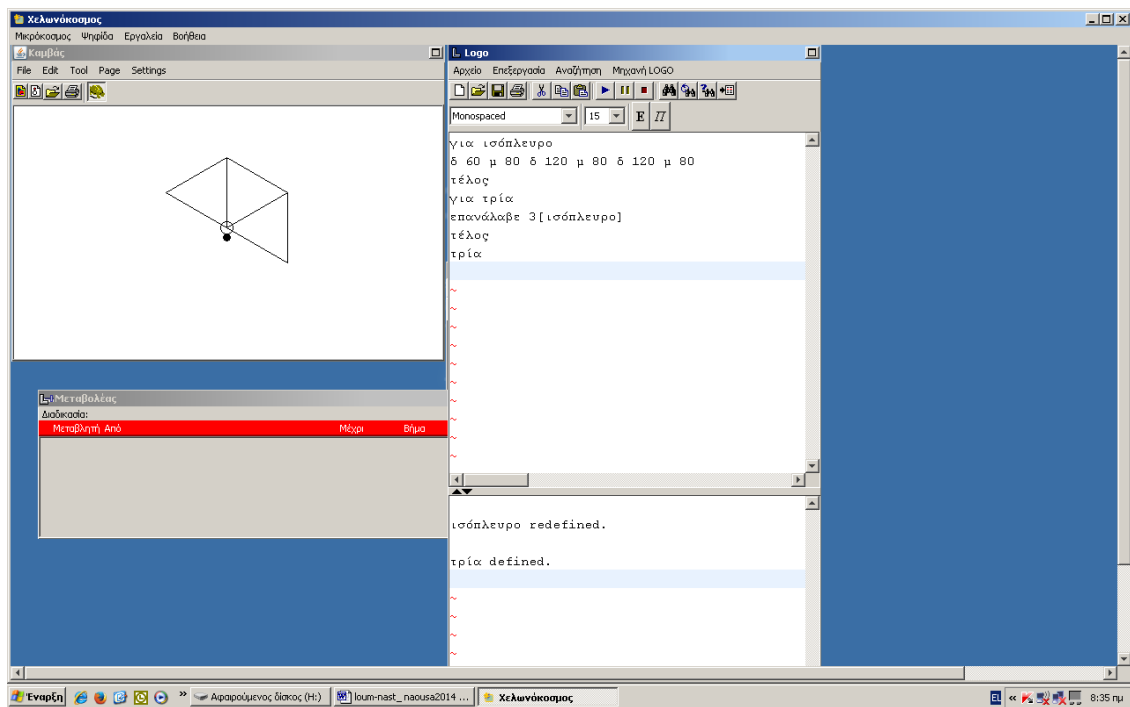 Χελωνόκοσμος
Μικρόκοσμος Ψηφίδα Εργαλεία Βοήθεια
Καμβάς
File Edit Tool Page Settings
Logo
Αρχείο Επεξεργασία Αναζήτηση Μηχανή LOGO
Monospaced 15 Ε Π
για ισόπλευρο
δ 60 μ 80 δ 120 μ 80 δ 120 μ 80
τέλος
για τρία
επανάλαβε 3[ισόπλευρο]
τέλος
τρία
~
~
~
~
~
~
~
~
~
~
Μεταβολέας
Διαδικασία:
Μεταβλητή Από Μέχρι Βήμα
ισόπλευρο redefined.
τρία defined.
~
~
~
~
Έναρξη » Αφαιρούμενος δίσκος (H:) loum-nast_naousa2014 ... Χελωνόκοσμος EL « 8:35 πμ